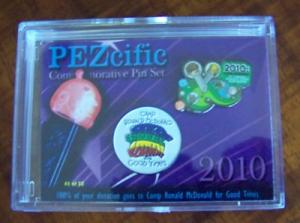 PEZcific
Commemorative Pin Set
2010:
CAMP
RONALD McDONALD
FOR
GOOD TIMES
2010
100% of your donation goes to Camp Ronald McDonald for Good Times